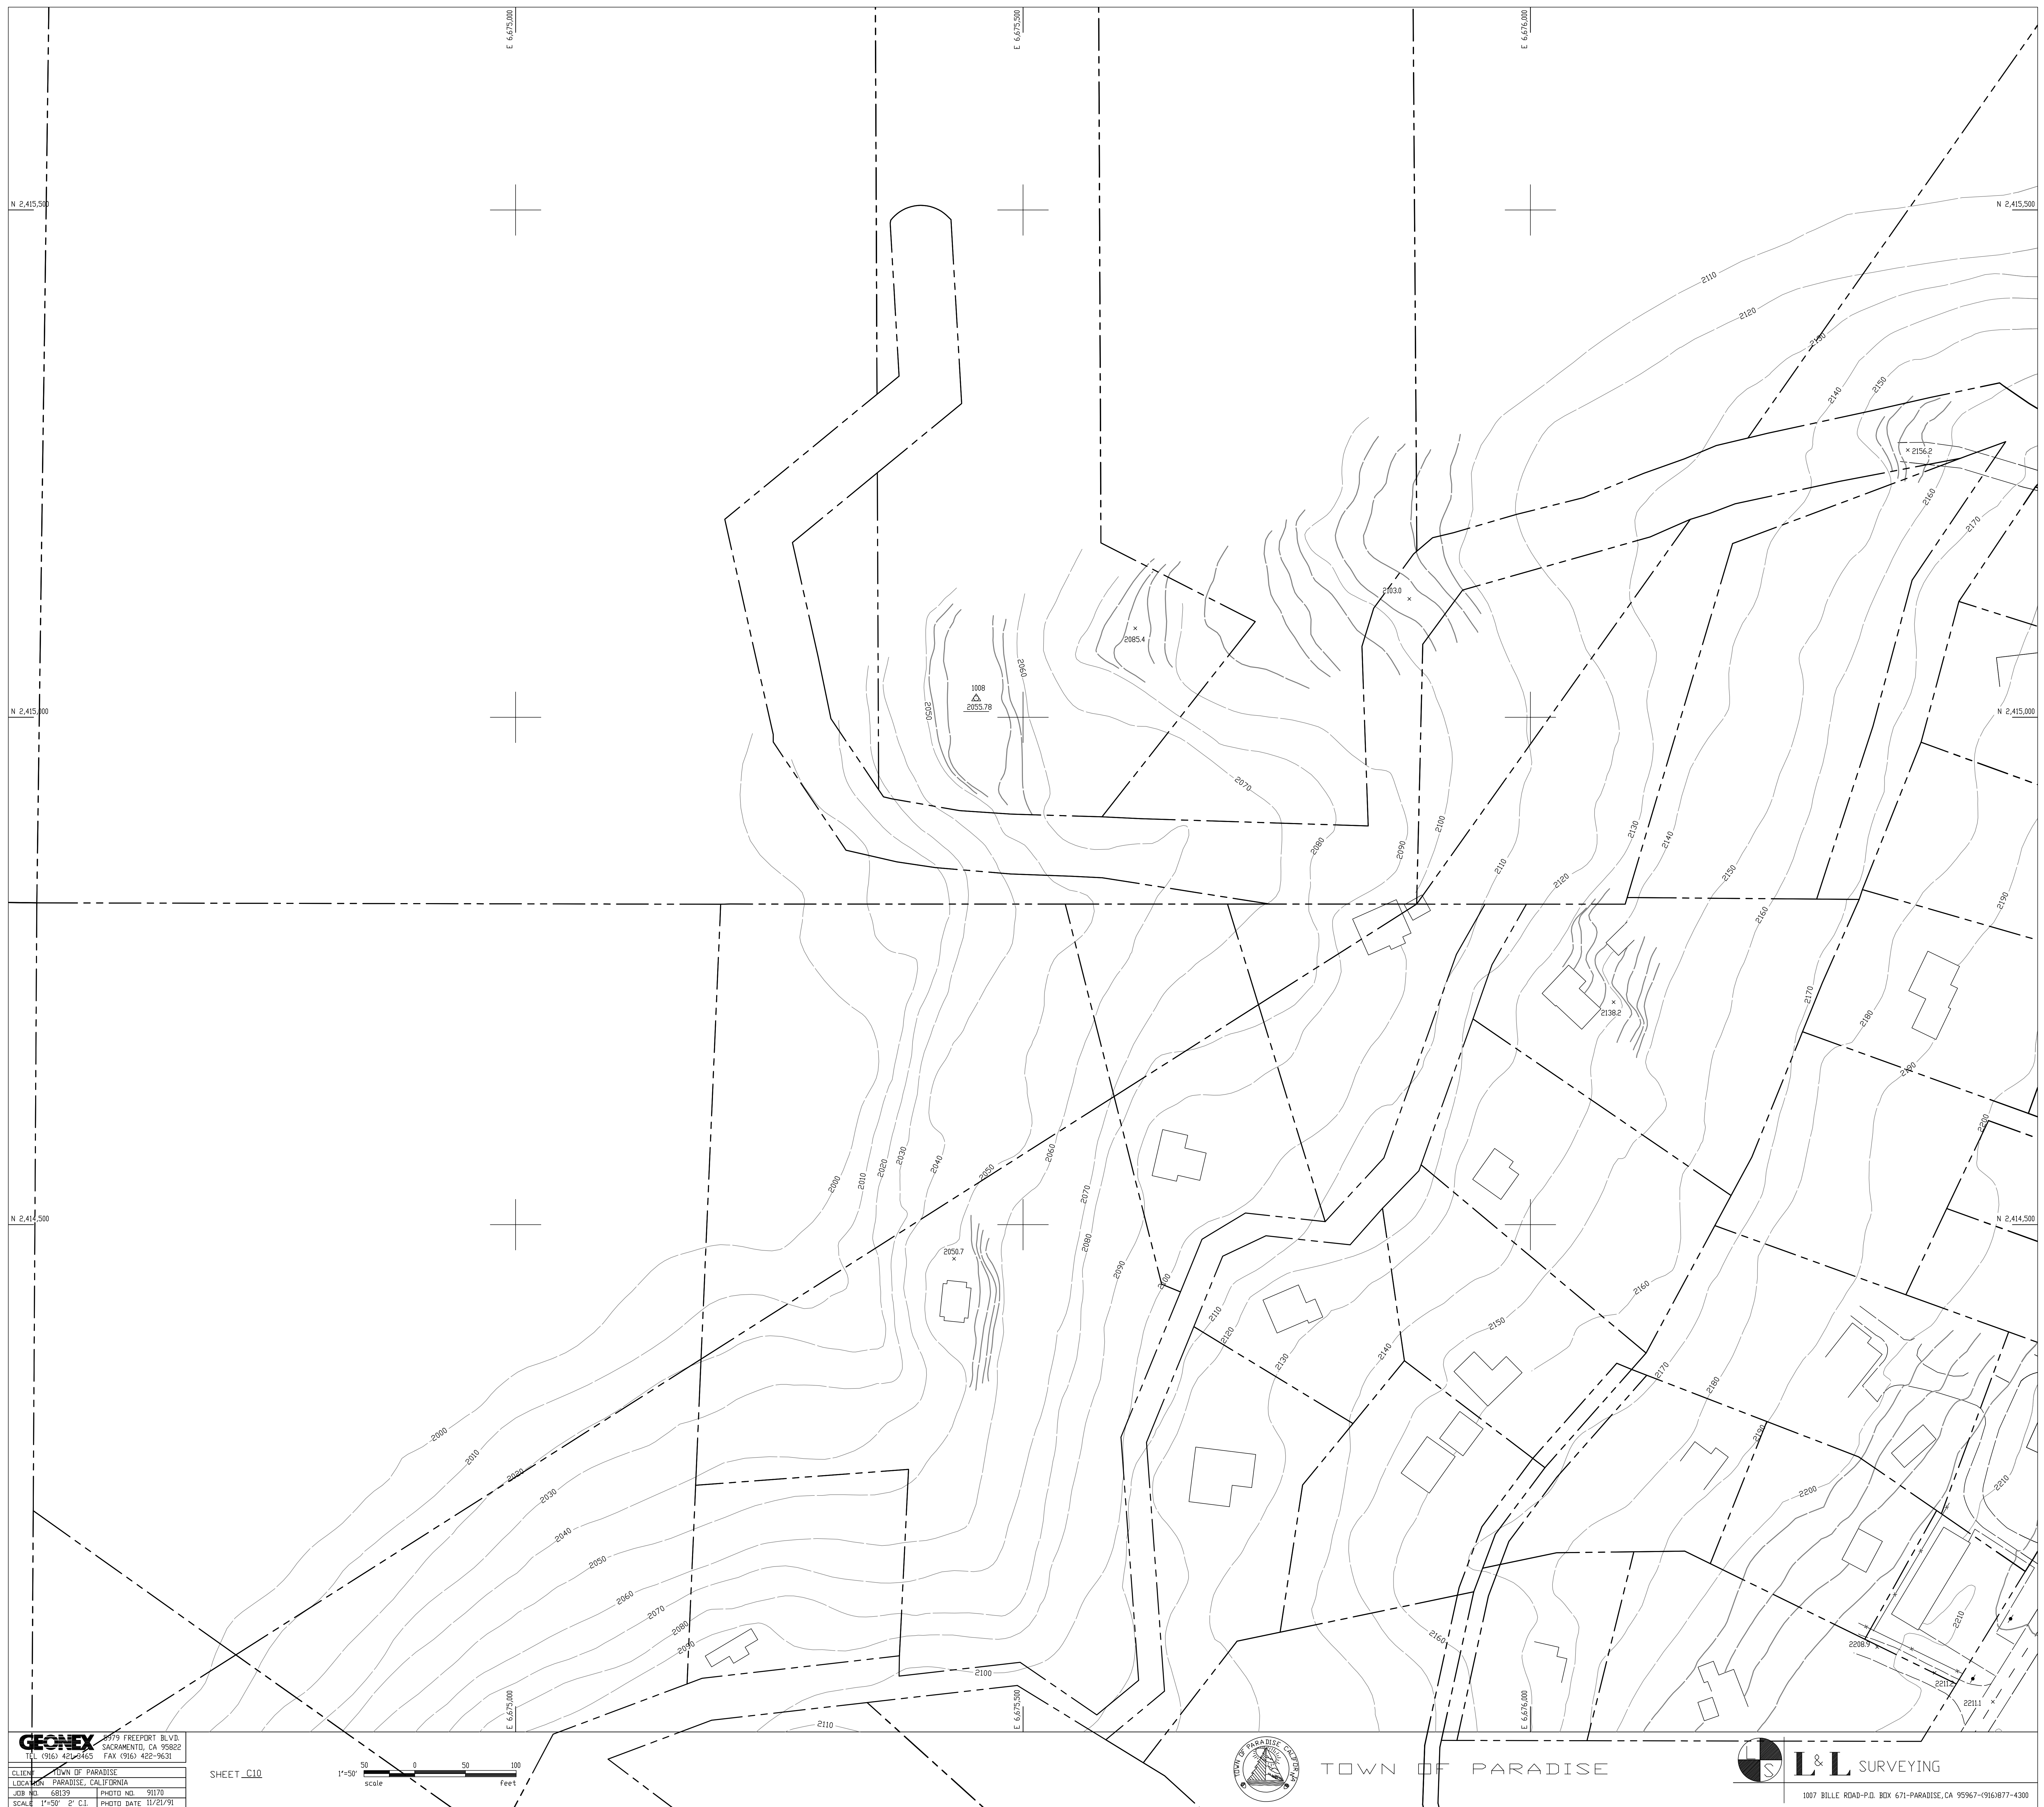 E 6,675,000
E 6,675,500
E 6,676,000
N 2,415,500
N 2,415,500
2110
2120
2130
2140
2150
2156.2
2160
2170
2103.0
2085.4
2060
1008
2055.78
2050
N 2,415,000
N 2,415,000
2070
2080
2090
2100
2110
2120
2130
2140
2150
2160
2190
2138.2
2170
2180
2190
2200
2000
2010
2020
2030
2040
2050
2060
2070
2080
2090
2100
N 2,414,500
N 2,414,500
2050.7
2110
2120
2130
2140
2150
2160
2170
2180
2190
2200
2210
2000
2010
2020
2030
2040
2050
2060
2070
2080
2090
2100
2110
2160
2210
2208.9
2211.2
2211.1
E 6,675,000
E 6,675,500
E 6,676,000
GEONEX
5979 FREEPORT BLVD.
SACRAMENTO, CA 95822
TEL (916) 421-3465 FAX (916) 422-9631
CLIENT TOWN OF PARADISE
LOCATION PARADISE, CALIFORNIA
JOB NO. 68139 PHOTO NO. 91170
SCALE 1"=50' 2' C.I. PHOTO DATE 11/21/91
SHEET C10
1"=50'
50 0 50 100
scale feet
TOWN OF PARADISE CALIFORNIA
TOWN OF PARADISE
L S
L & L SURVEYING
1007 BILLE ROAD-P.O. BOX 671-PARADISE, CA 95967-(916)877-4300